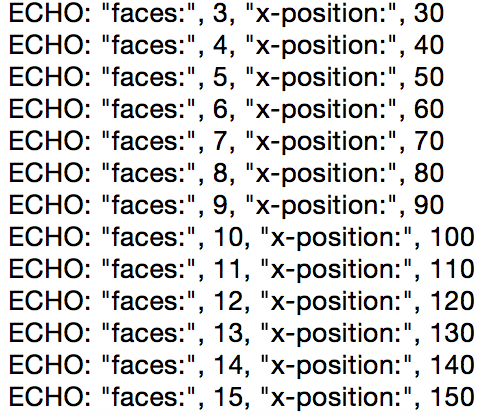 ECHO: "faces:", 3, "x-position:", 30
ECHO: "faces:", 4, "x-position:", 40
ECHO: "faces:", 5, "x-position:", 50
ECHO: "faces:", 6, "x-position:", 60
ECHO: "faces:", 7, "x-position:", 70
ECHO: "faces:", 8, "x-position:", 80
ECHO: "faces:", 9, "x-position:", 90
ECHO: "faces:", 10, "x-position:", 100
ECHO: "faces:", 11, "x-position:", 110
ECHO: "faces:", 12, "x-position:", 120
ECHO: "faces:", 13, "x-position:", 130
ECHO: "faces:", 14, "x-position:", 140
ECHO: "faces:", 15, "x-position:", 150